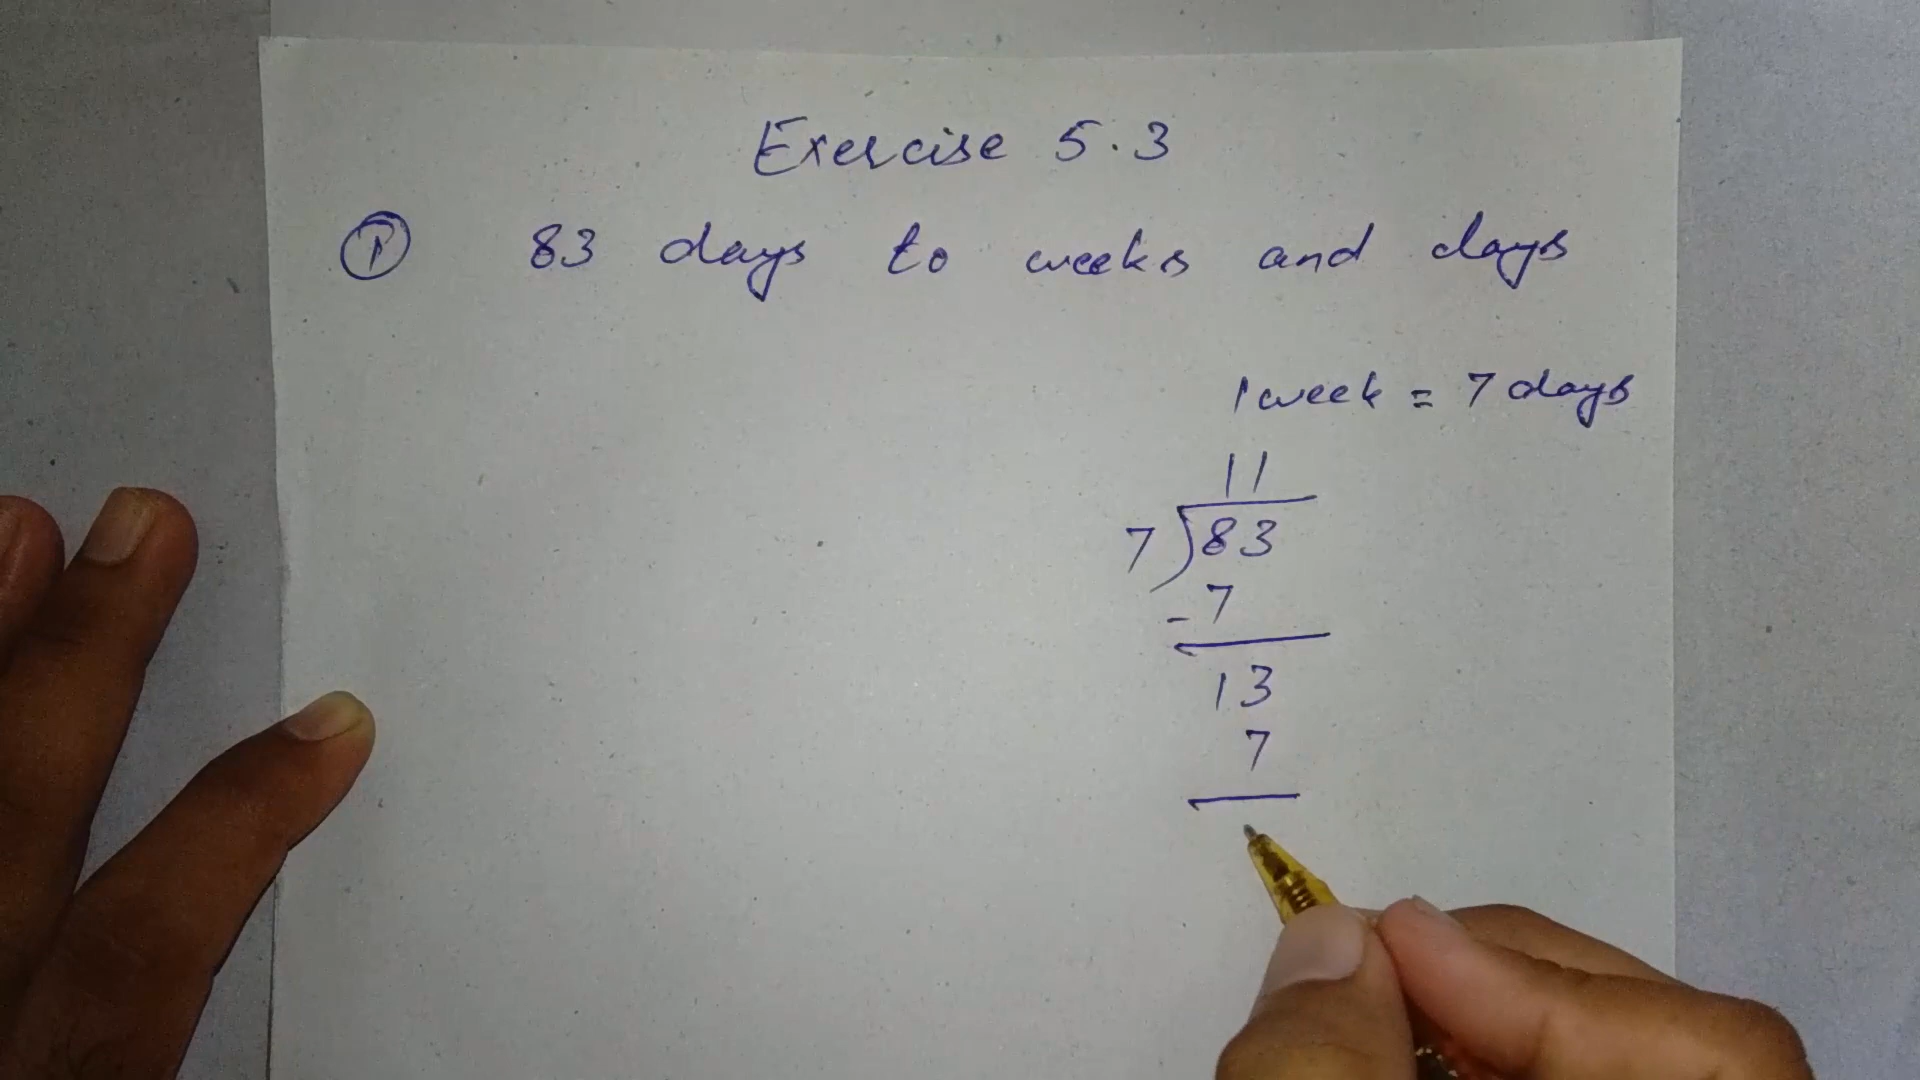 Exercise 5.3
① 83 days to weeks and days
1 week = 7 days
11
7)83
-7
13
7